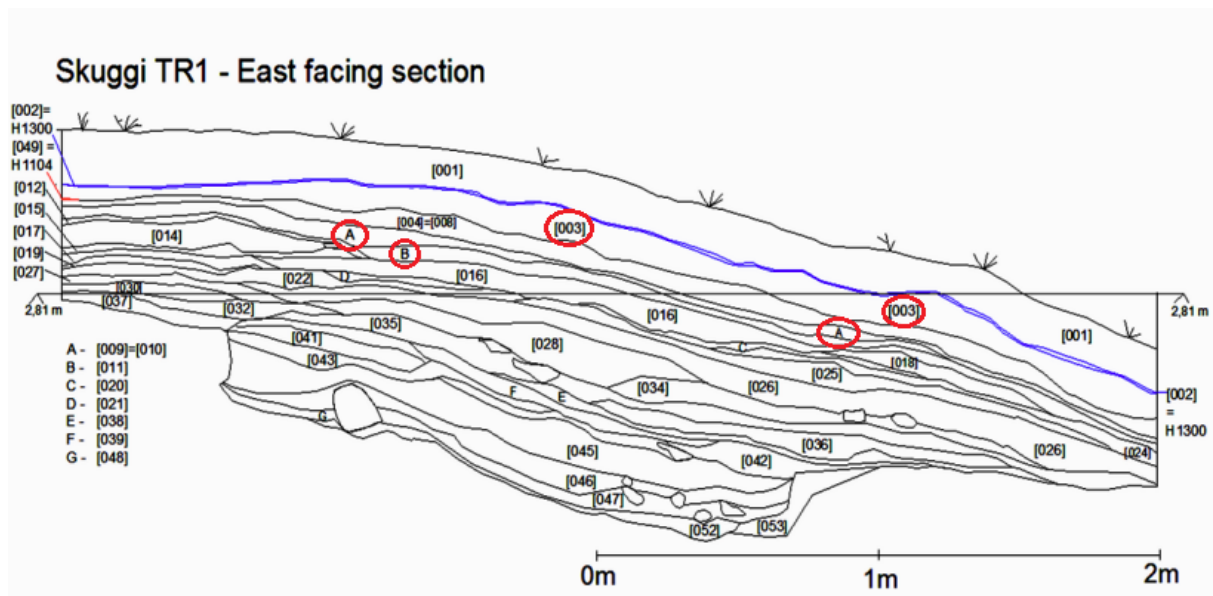 Skuggi TR1 - East facing section
[002]=
H1300
[049] =
H1104
[012]
[015]
[017]
[019]
[027]
[001]
[003]
[004]=[008]
A
B
[014]
[022]
D
[016]
[030]
[037]
[032]
2,81 m
[003]
2,81 m
[016]
A
[001]
[035]
[041]
[043]
[028]
C
[018]
[025]
[034]
[026]
[002]
=
H1300
F
E
G
[036]
[026]
[024]
[045]
[042]
[046]
[047]
[052]
[053]
A - [009]=[010]
B - [011]
C - [020]
D - [021]
E - [038]
F - [039]
G - [048]
0m
1m
2m